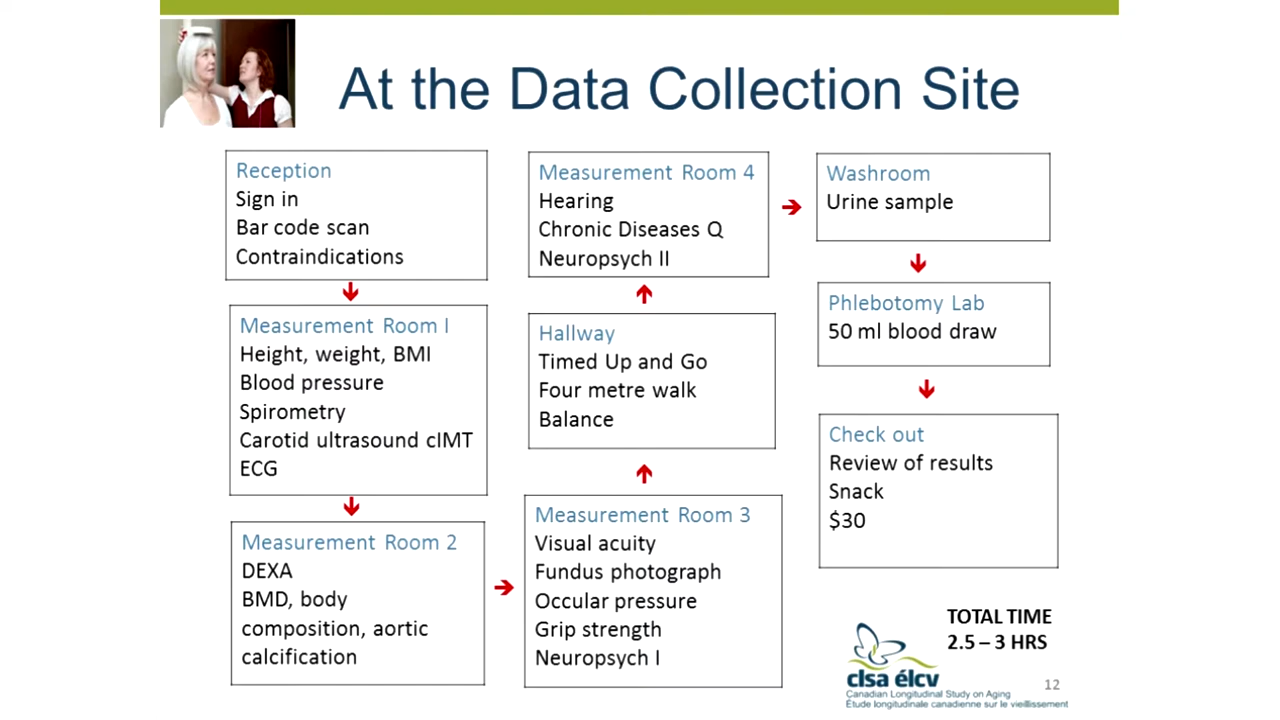 At the Data Collection Site
Reception
Sign in
Bar code scan
Contraindications
Measurement Room I
Height, weight, BMI
Blood pressure
Spirometry
Carotid ultrasound cIMT
ECG
Measurement Room 2
DEXA
BMD, body
composition, aortic
calcification
Measurement Room 3
Visual acuity
Fundus photograph
Occular pressure
Grip strength
Neuropsych I
Hallway
Timed Up and Go
Four metre walk
Balance
Measurement Room 4
Hearing
Chronic Diseases Q
Neuropsych II
Washroom
Urine sample
Phlebotomy Lab
50 ml blood draw
Check out
Review of results
Snack
$30
TOTAL TIME
2.5 – 3 HRS
clsa élcv
Canadian Longitudinal Study on Aging
Étude longitudinale canadienne sur le vieillissement
12